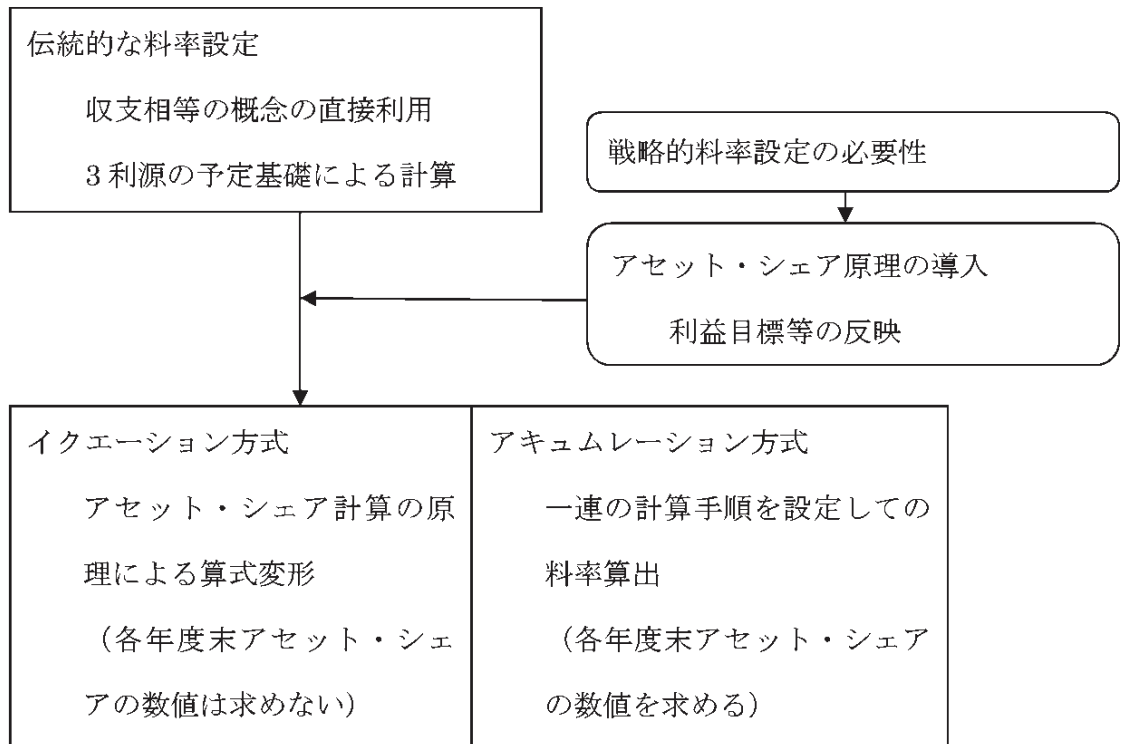 伝統的な料率設定
収支相等の概念の直接利用
3利源の予定基礎による計算
戦略的料率設定の必要性
アセット・シェア原理の導入
利益目標等の反映
イクエーション方式
アセット・シェア計算の原
理による算式変形
(各年度末アセット・シェ
アの数値は求めない)
アキュムレーション方式
一連の計算手順を設定しての
料率算出
(各年度末アセット・シェア
の数値を求める)